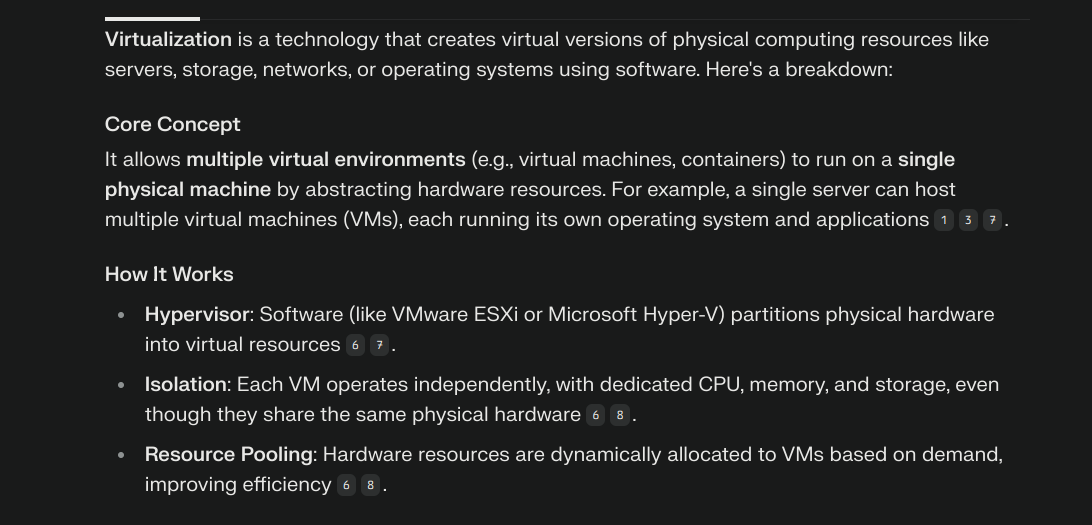 Virtualization is a technology that creates virtual versions of physical computing resources like
servers, storage, networks, or operating systems using software. Here's a breakdown:
Core Concept
It allows multiple virtual environments (e.g., virtual machines, containers) to run on a single
physical machine by abstracting hardware resources. For example, a single server can host
multiple virtual machines (VMs), each running its own operating system and applications 1 3 7 .
How It Works
• Hypervisor: Software (like VMware ESXi or Microsoft Hyper-V) partitions physical hardware
into virtual resources 6 7 .
• Isolation: Each VM operates independently, with dedicated CPU, memory, and storage, even
though they share the same physical hardware 6 8 .
• Resource Pooling: Hardware resources are dynamically allocated to VMs based on demand,
improving efficiency 6 8 .